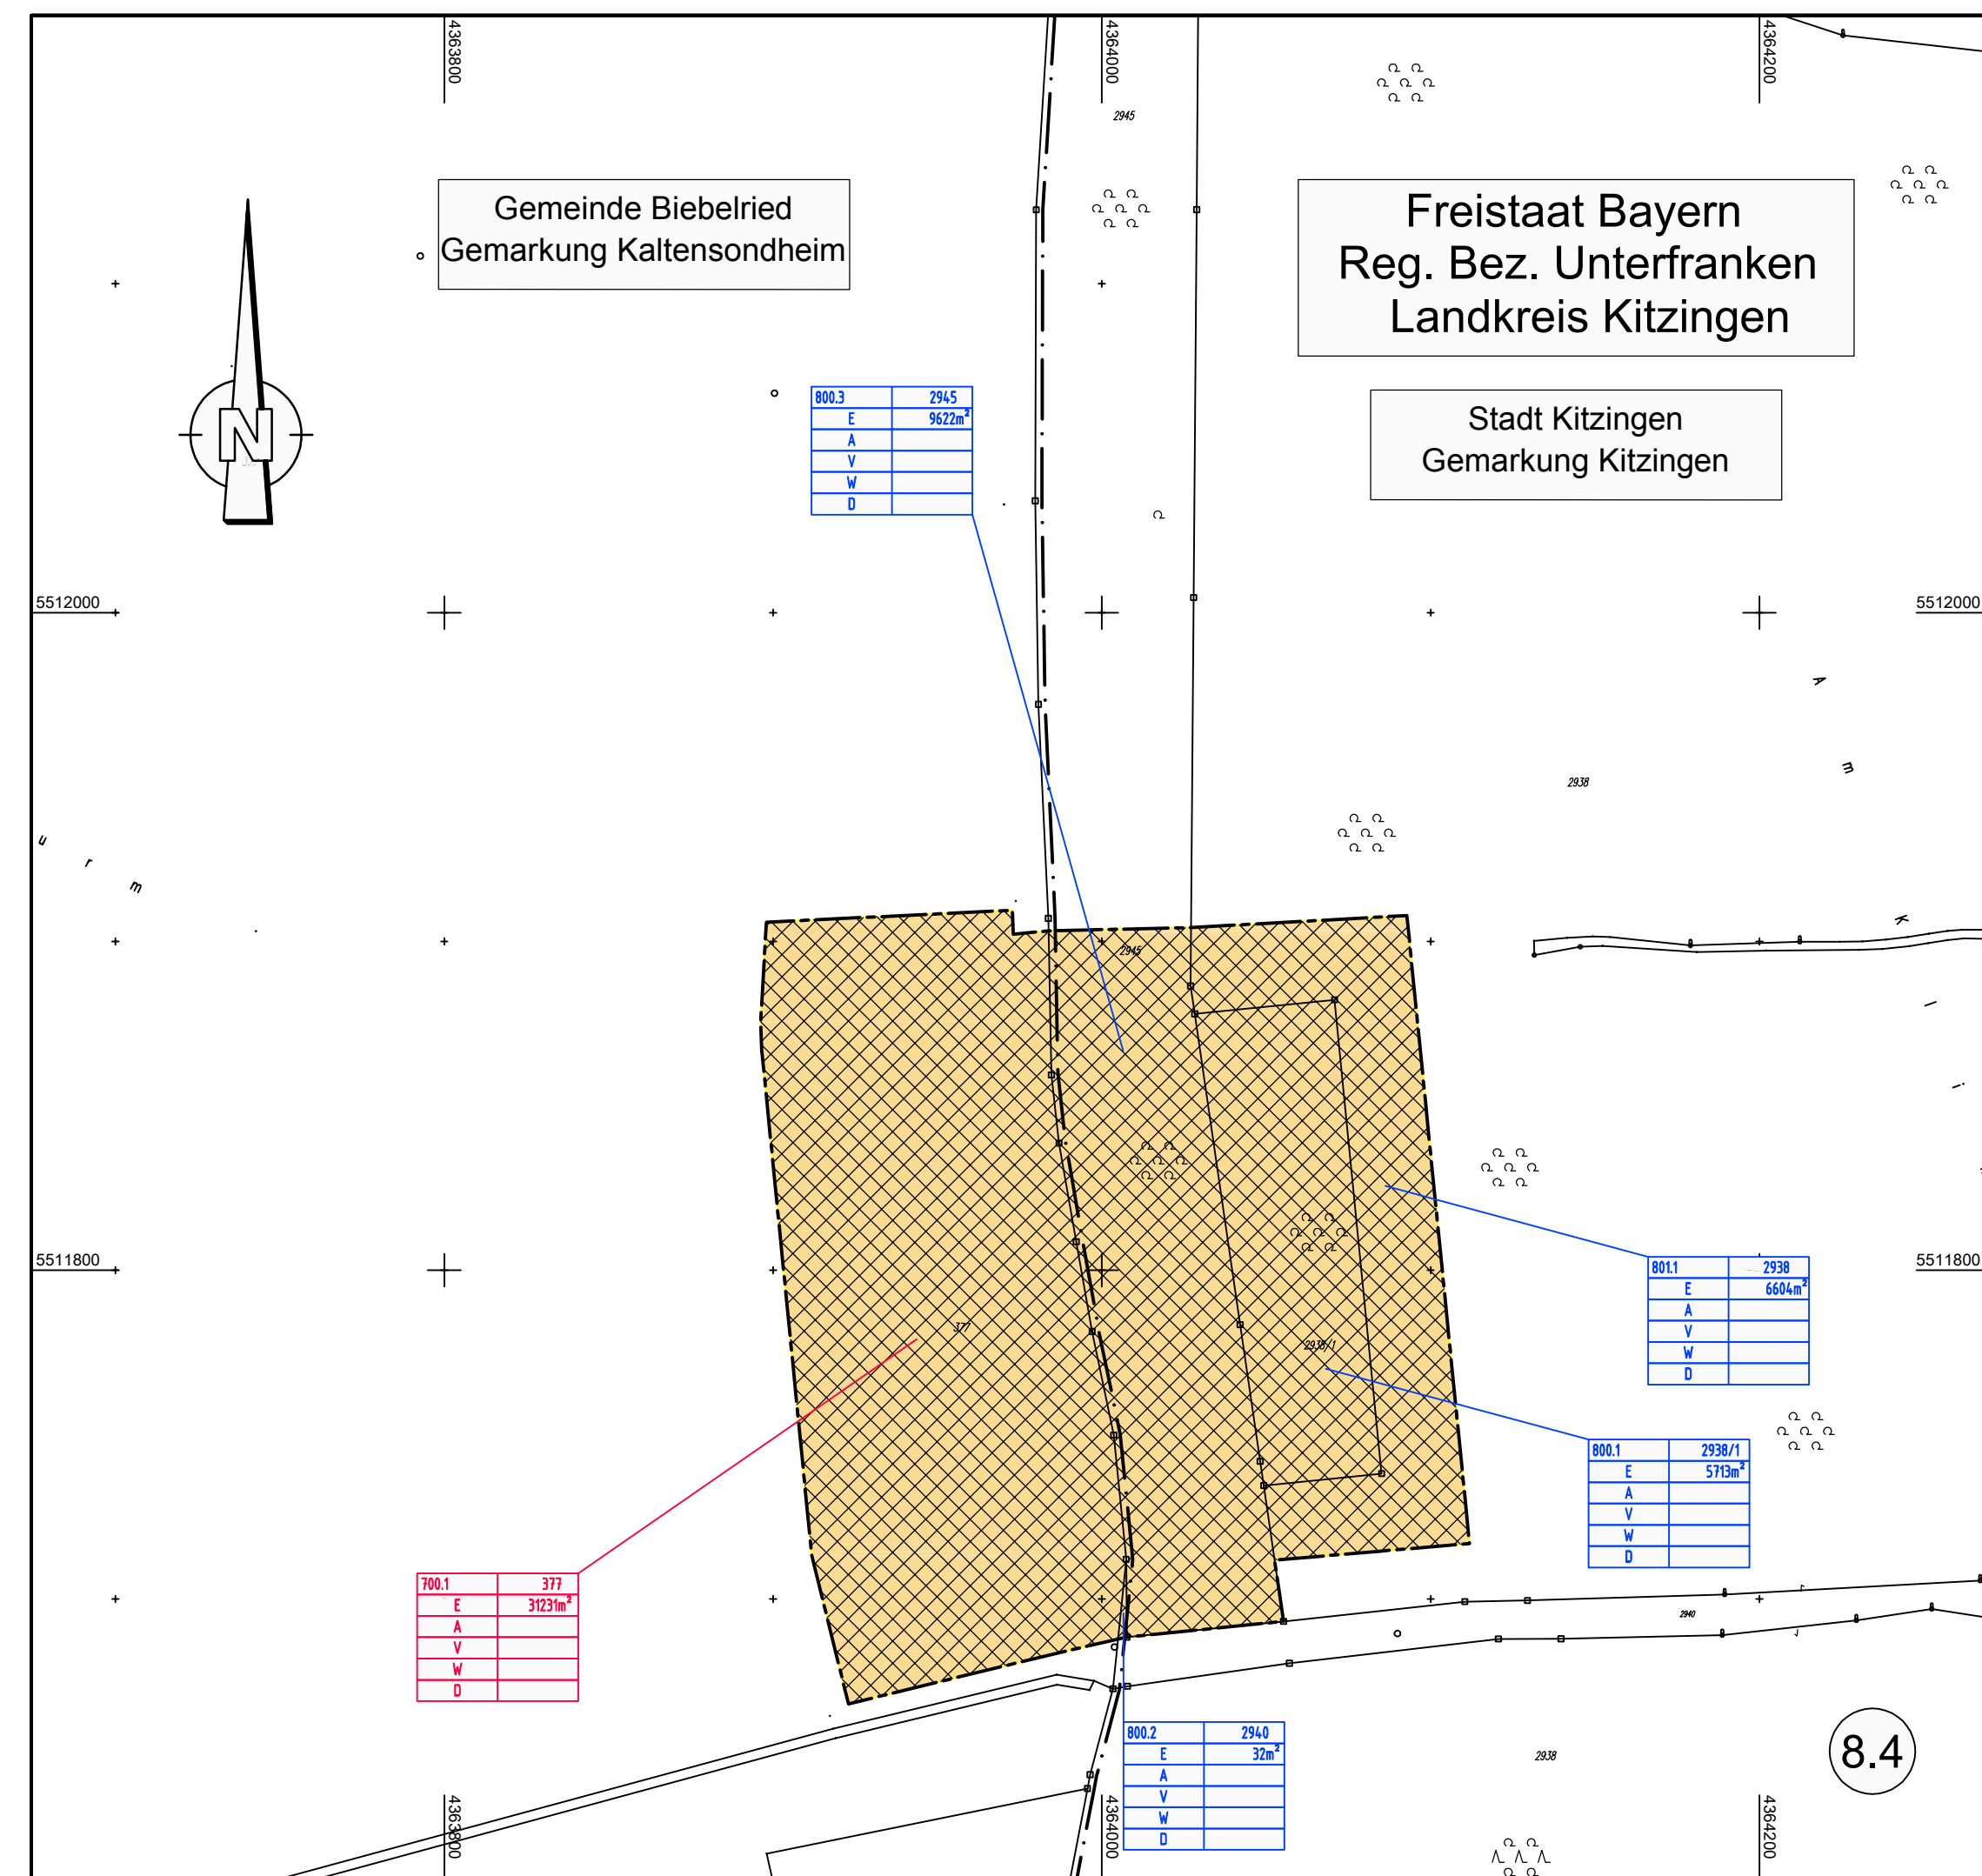 4363800
4364000
4364200
2945
Gemeinde Biebelried
Gemarkung Kaltensondheim
Freistaat Bayern
Reg. Bez. Unterfranken
Landkreis Kitzingen
N
800.3 2945
E 9622m²
A
V
W
D
Stadt Kitzingen
Gemarkung Kitzingen
5512000
5512000
A
m
2938
u
r
m
K
l
i
2945
5511800
5511800
801.1 2938
E 6604m²
A
V
W
D
377
2938/1
800.1 2938/1
E 5713m²
A
V
W
D
700.1 377
E 31231m²
A
V
W
D
2940
800.2 2940
E 32m²
A
V
W
D
2938
8.4
4363800
4364000
4364200